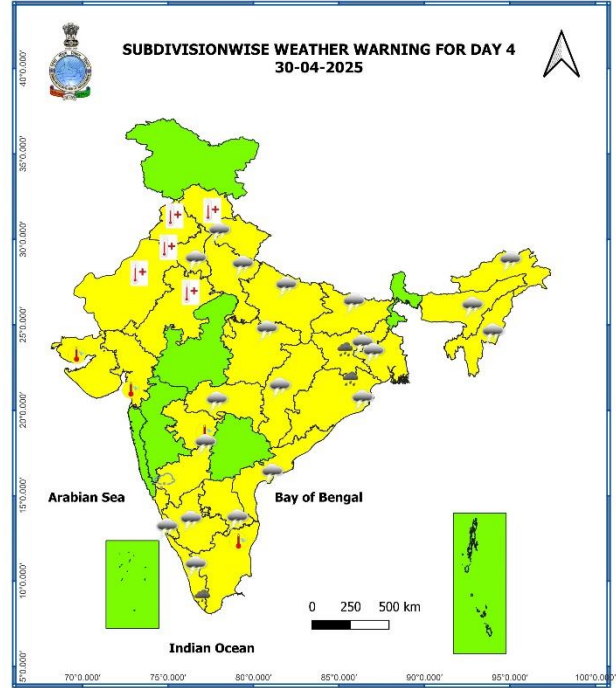 SUBDIVISIONWISE WEATHER WARNING FOR DAY 4
30-04-2025
40°0.000'
35°0.000'
30°0.000'
25°0.000'
20°0.000'
15°0.000'
10°0.000'
5°0.000'
Arabian Sea
Bay of Bengal
0 250 500 km
Indian Ocean
70°0.000' 75°0.000' 80°0.000' 85°0.000' 90°0.000' 95°0.000' 100°0.000'